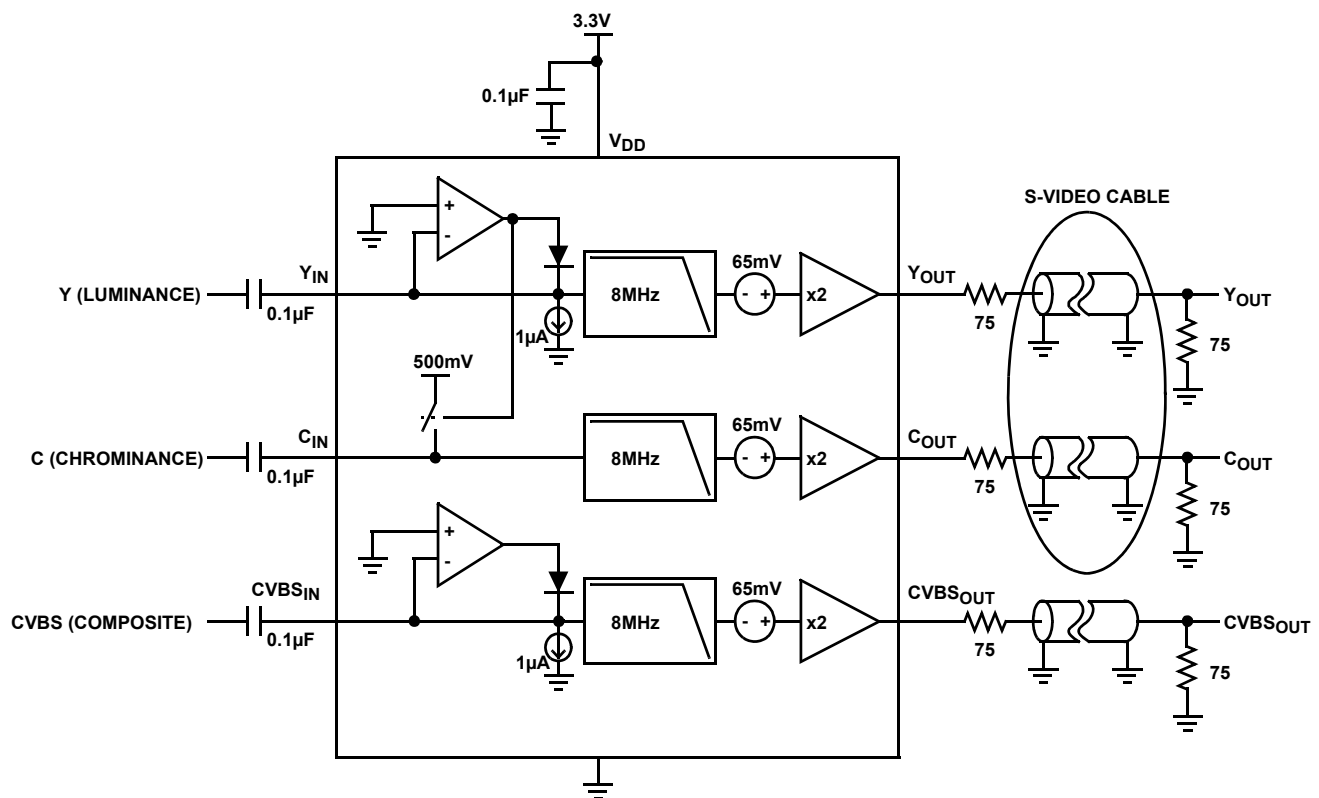 3.3V
0.1µF
VDD
S-VIDEO CABLE
+
-
YIN
65mV
YOUT
Y (LUMINANCE)
0.1µF
8MHz
- +
x2
75
YOUT
1µA
75
500mV
CIN
65mV
COUT
C (CHROMINANCE)
0.1µF
8MHz
- +
x2
75
COUT
75
+
-
CVBSIN
65mV
CVBSOUT
CVBS (COMPOSITE)
0.1µF
8MHz
- +
x2
75
CVBSOUT
1µA
75